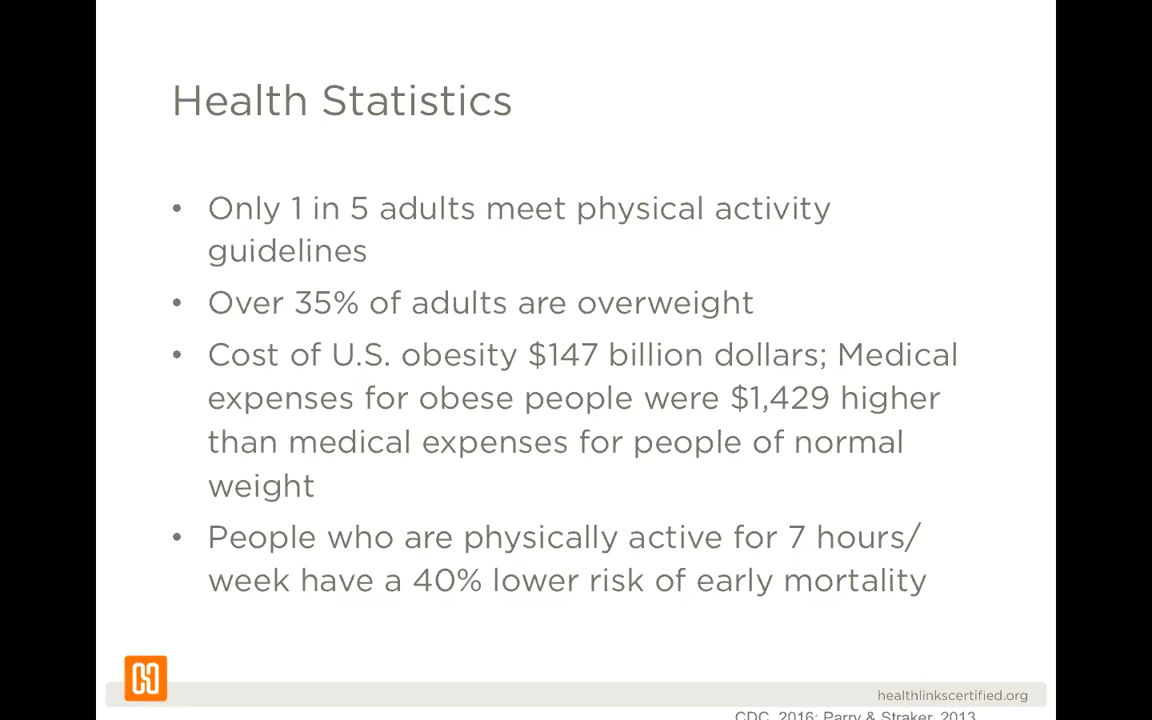 Health Statistics
• Only 1 in 5 adults meet physical activity
guidelines
• Over 35% of adults are overweight
• Cost of U.S. obesity $147 billion dollars; Medical
expenses for obese people were $1,429 higher
than medical expenses for people of normal
weight
• People who are physically active for 7 hours/
week have a 40% lower risk of early mortality
healthlinkscertified.org
CDC, 2016; Parry & Straker, 2013